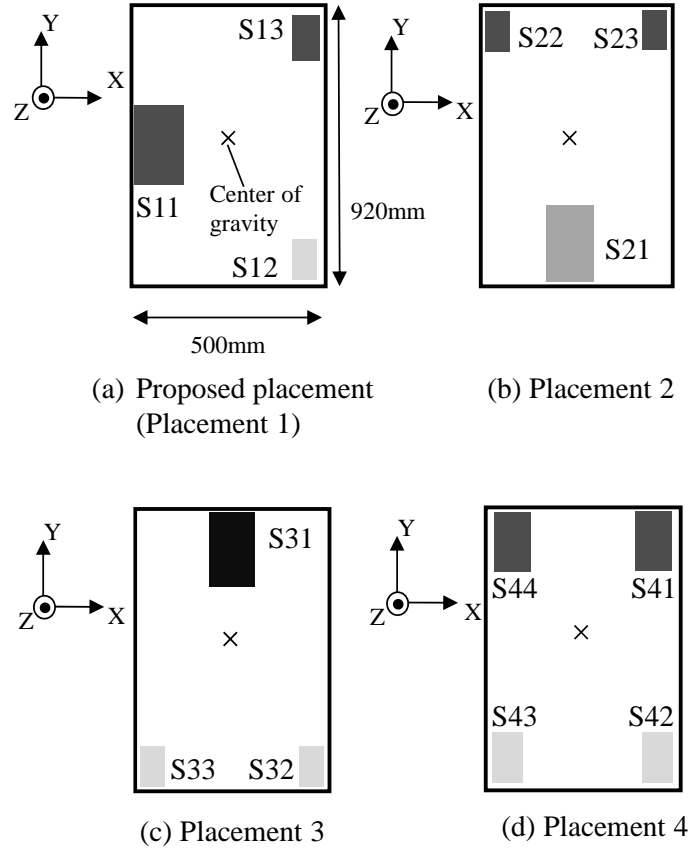 Y
Z
X
S13
S11
Center of
gravity
S12
920mm
500mm
(a) Proposed placement
(Placement 1)
Y
Z
X
S22
S23
S21
(b) Placement 2
Y
Z
X
S31
S33
S32
(c) Placement 3
Y
Z
X
S44
S41
S43
S42
(d) Placement 4